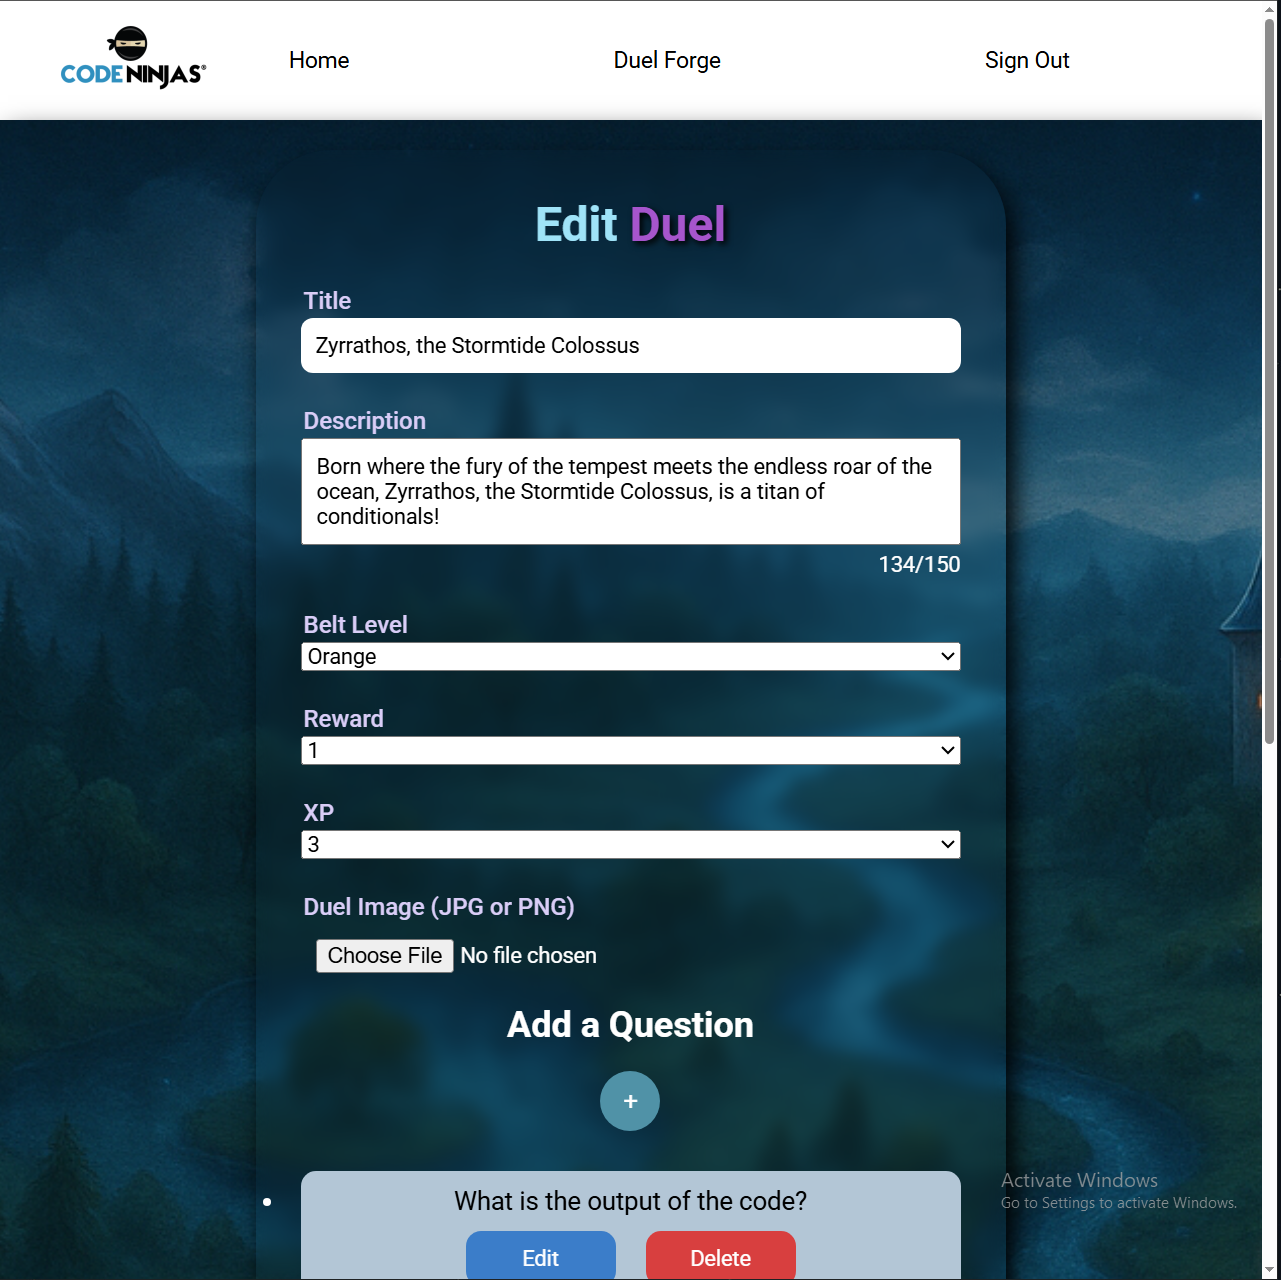 CODE NINJAS®
Home
Duel Forge
Sign Out
Edit Duel
Title
Zyrrathos, the Stormtide Colossus
Description
Born where the fury of the tempest meets the endless roar of the
ocean, Zyrrathos, the Stormtide Colossus, is a titan of
conditionals!
134/150
Belt Level
Orange
Reward
1
XP
3
Duel Image (JPG or PNG)
Choose File No file chosen
Add a Question
+
What is the output of the code?
Edit
Delete
Activate Windows
Go to Settings to activate Windows.